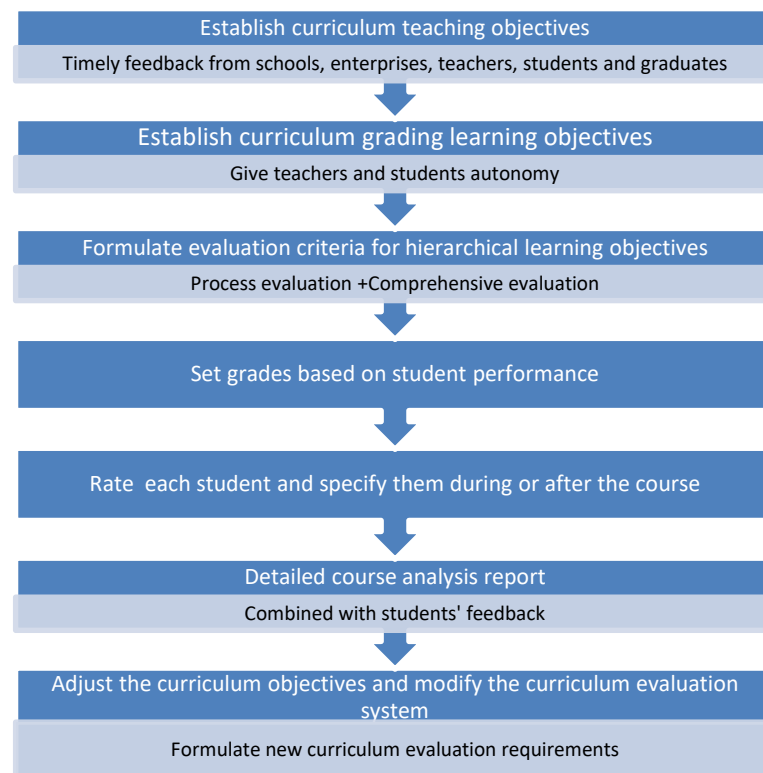 Establish curriculum teaching objectives
Timely feedback from schools, enterprises, teachers, students and graduates
Establish curriculum grading learning objectives
Give teachers and students autonomy
Formulate evaluation criteria for hierarchical learning objectives
Process evaluation +Comprehensive evaluation
Set grades based on student performance
Rate  each student and specify them during or after the course
Detailed course analysis report
Combined with students' feedback
Adjust the curriculum objectives and modify the curriculum evaluation
system
Formulate new curriculum evaluation requirements